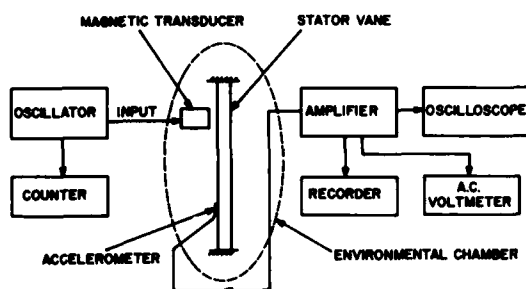 MAGNETIC TRANSDUCER
STATOR VANE
OSCILLATOR
INPUT
AMPLIFIER
OSCILLOSCOPE
COUNTER
RECORDER
A.C.
VOLTMETER
ACCELEROMETER
ENVIRONMENTAL CHAMBER